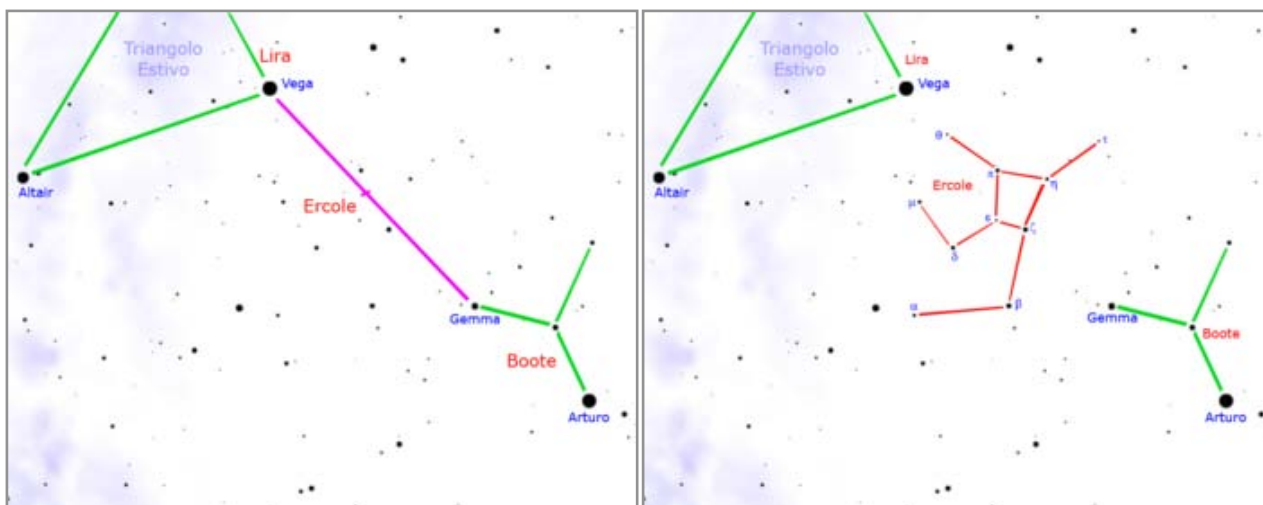 Triangolo
Estivo
Lira
Vega
Altair
Ercole
Gemma
Boote
Arturo
Triangolo
Estivo
Lira
Vega
θ
τ
π
η
Altair
Ercole
μ
ε
ζ
δ
α
β
Gemma
Boote
Arturo